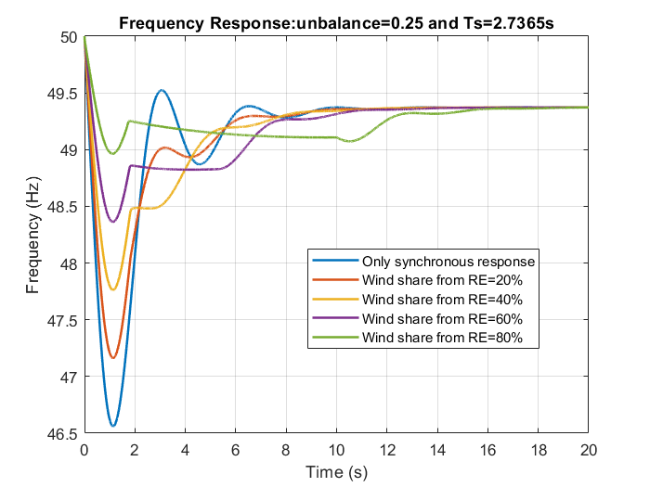 Frequency Response:unbalance=0.25 and Ts=2.7365s
50
49.5
49
48.5
48
47.5
47
46.5
Frequency (Hz)
Only synchronous response
Wind share from RE=20%
Wind share from RE=40%
Wind share from RE=60%
Wind share from RE=80%
0 2 4 6 8 10 12 14 16 18 20
Time (s)